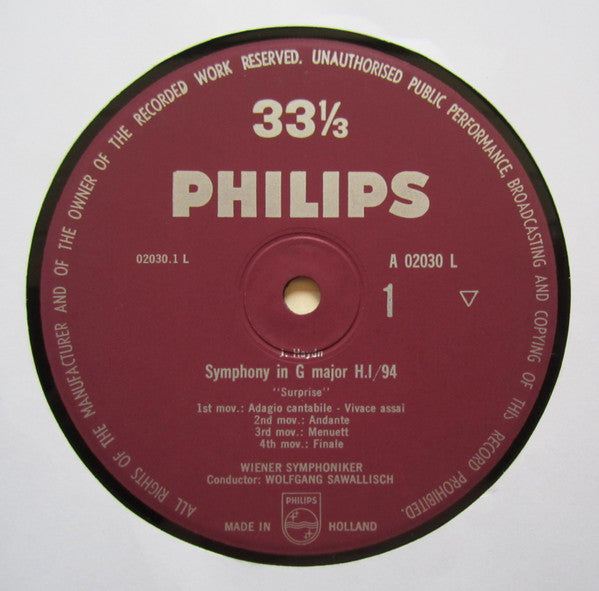 ALL RIGHTS OF THE MANUFACTURER AND OF THE OWNER OF THE RECORDED WORK RESERVED. UNAUTHORISED PUBLIC PERFORMANCE, BROADCASTING AND COPYING OF THIS RECORD PROHIBITED.
33⅓
PHILIPS
02030.1 L
A 02030 L
1
J. Haydn
Symphony in G major H.I/94
"Surprise"
1st mov.: Adagio cantabile - Vivace assai
2nd mov.: Andante
3rd mov.: Menuett
4th mov.: Finale
WIENER SYMPHONIKER
Conductor: WOLFGANG SAWALLISCH
PHILIPS
MADE IN HOLLAND